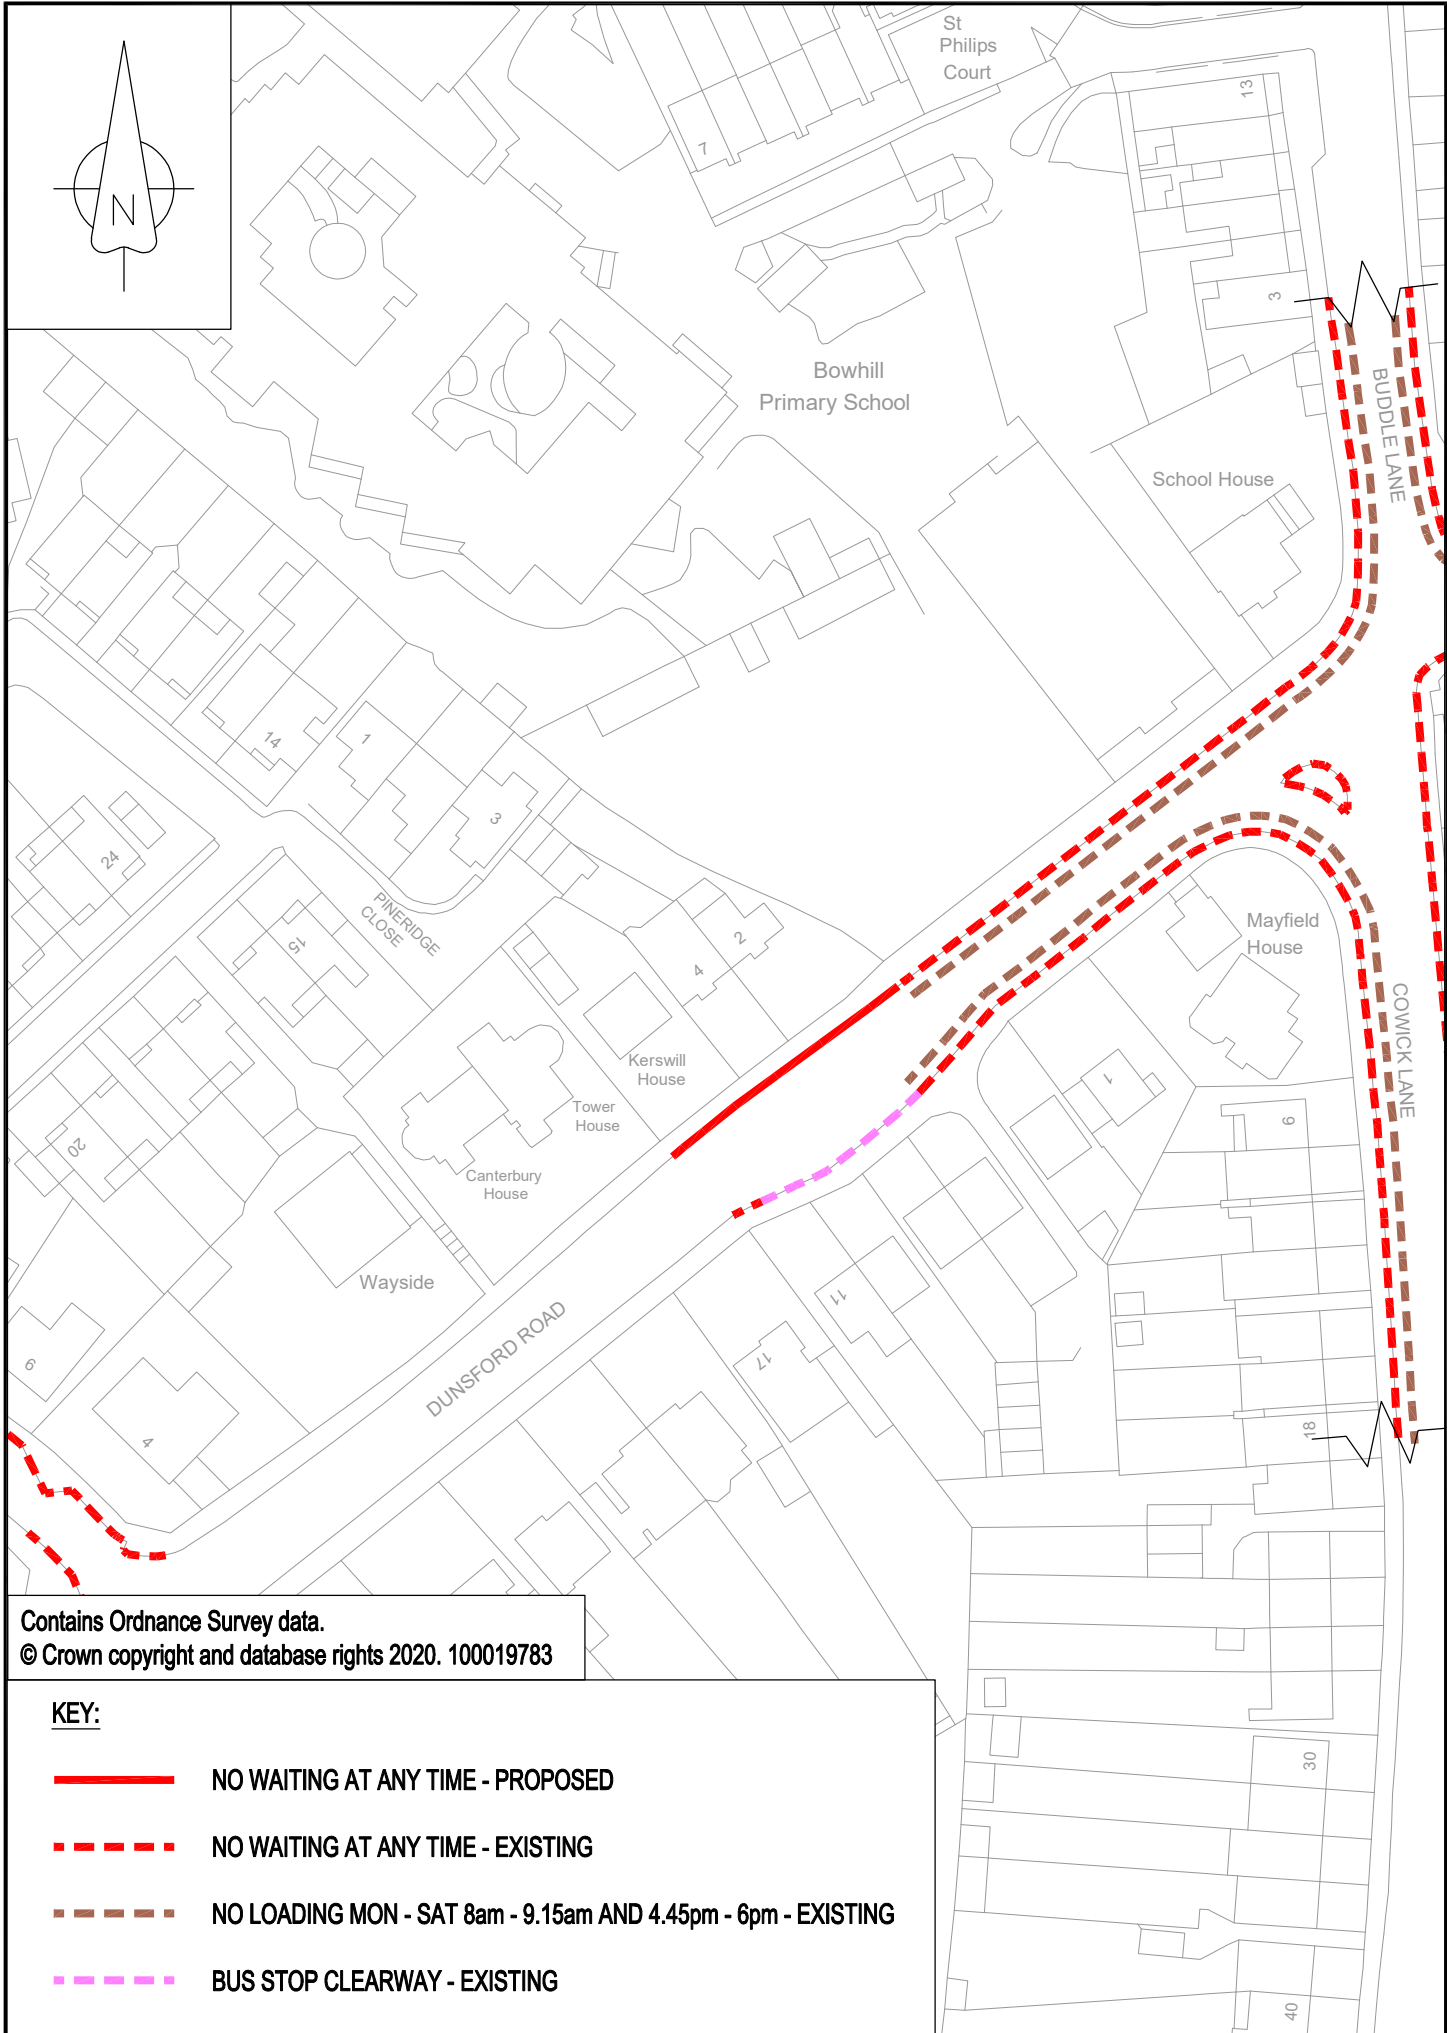 N
St
Philips
Court
7
13
3
Bowhill
Primary School
BUDDLE LANE
School House
14
1
3
24
PINERIDGE
CLOSE
15
2
4
Mayfield
House
Kerswill
House
COWICK LANE
Tower
House
1
6
20
Canterbury
House
Wayside
11
DUNSFORD ROAD
17
9
4
18
Contains Ordnance Survey data.
© Crown copyright and database rights 2020. 100019783
30
40
KEY:
NO WAITING AT ANY TIME - PROPOSED
NO WAITING AT ANY TIME - EXISTING
NO LOADING MON - SAT 8am - 9.15am AND 4.45pm - 6pm - EXISTING
BUS STOP CLEARWAY - EXISTING